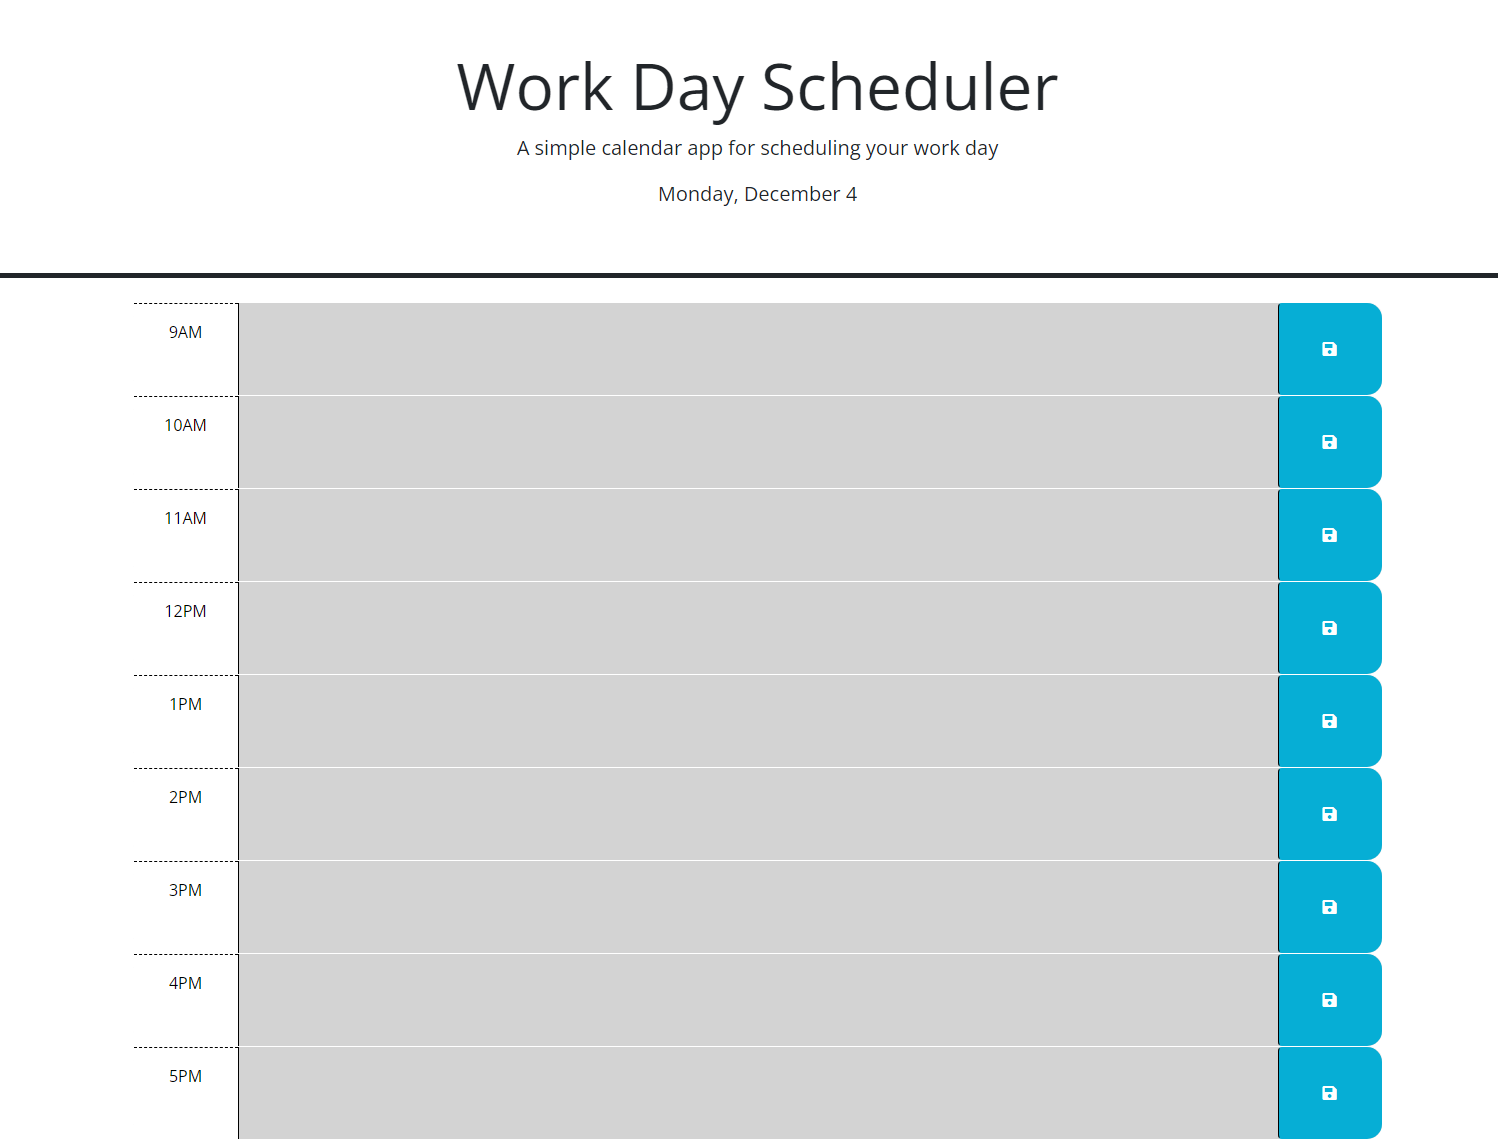 Work Day Scheduler
A simple calendar app for scheduling your work day
Monday, December 4
9AM
10AM
11AM
12PM
1PM
2PM
3PM
4PM
5PM